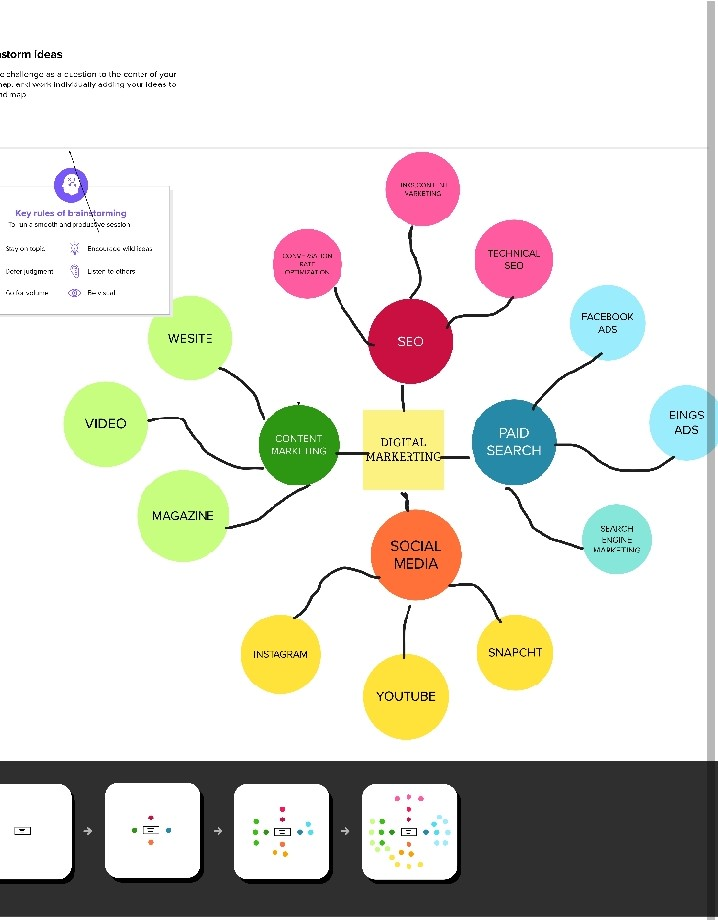 storm ideas
challenge as a question to the center of your
map, and work individually adding your ideas to
nd map.
Key rules of brainstorming
To run a smooth and productive session
Stay on topic
Encourage wild ideas
Defer judgment
Listen to others
Go for volume
Be visual
CONTENT
MARKETING
CONVERSATION
RATE
OPTIMIZATION
TECHNICAL
SEO
SEO
WESITE
FACEBOOK
ADS
VIDEO
CONTENT
MARKETING
DIGITAL
MARKERTING
PAID
SEARCH
EINGS
ADS
MAGAZINE
SEARCH
ENGINE
MARKETING
SOCIAL
MEDIA
INSTAGRAM
YOUTUBE
SNAPCHT